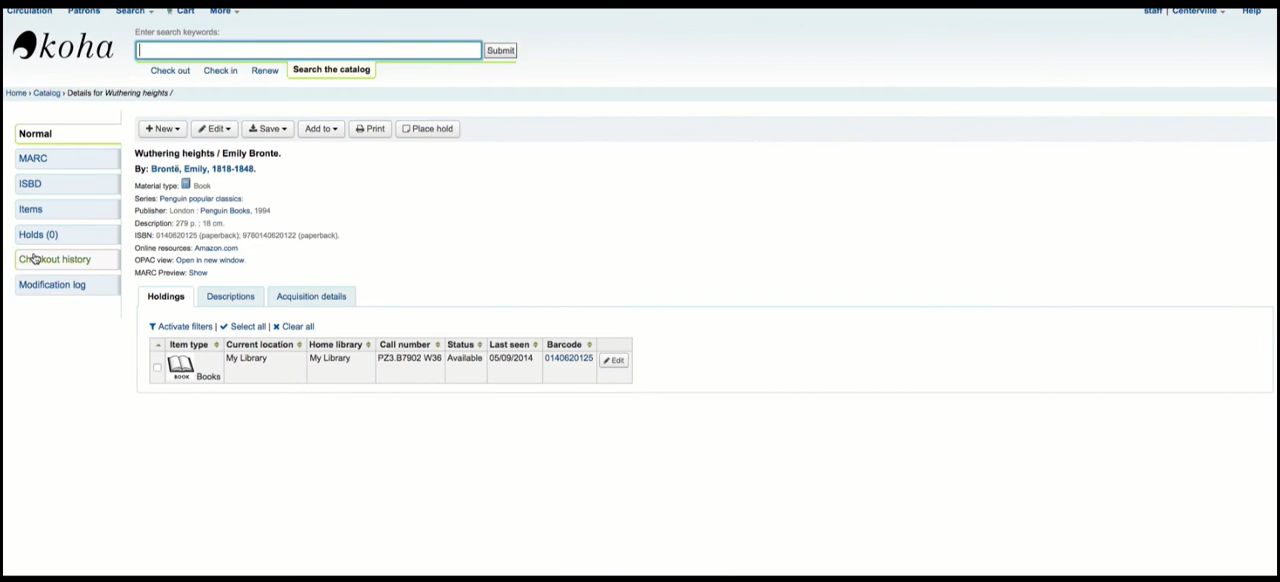 Circulation Patrons Search Cart More staff | Centerville Help
koha
Enter search keywords:
Submit
Check out Check in Renew Search the catalog
Home › Catalog › Details for Wuthering heights /
Normal
MARC
ISBD
Items
Holds (0)
Checkout history
Modification log
New Edit Save Add to Print Place hold
Wuthering heights / Emily Bronte.
By: Brontë, Emily, 1818-1848.
Material type: Book
Series: Penguin popular classics:
Publisher: London : Penguin Books, 1994
Description: 279 p. ; 18 cm.
ISBN: 0140620125 (paperback); 9780140620122 (paperback).
Online resources: Amazon.com
OPAC view: Open in new window.
MARC Preview: Show
Holdings Descriptions Acquisition details
Activate filters | Select all | Clear all
Item type Current location Home library Call number Status Last seen Barcode
BOOK Books My Library My Library PZ3.B7902 W36 Available 05/09/2014 0140620125 Edit